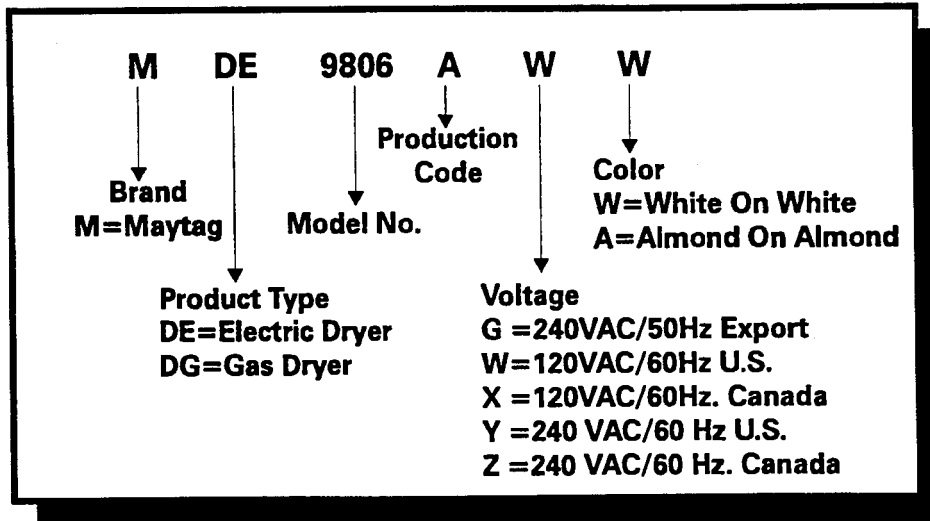 M DE 9806 A W W
Production
Code
Brand
M=Maytag
Model No.
Color
W=White On White
A=Almond On Almond
Product Type
DE=Electric Dryer
DG=Gas Dryer
Voltage
G =240VAC/50Hz Export
W=120VAC/60Hz U.S.
X =120VAC/60Hz. Canada
Y =240 VAC/60 Hz U.S.
Z =240 VAC/60 Hz. Canada